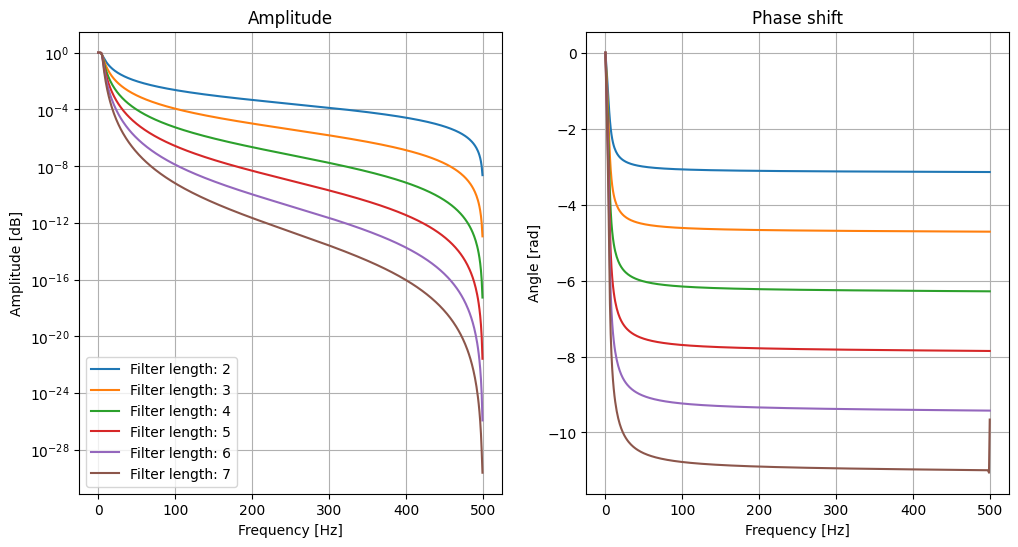 Amplitude
10^0
10^-4
10^-8
10^-12
10^-16
10^-20
10^-24
10^-28
Amplitude [dB]
Filter length: 2
Filter length: 3
Filter length: 4
Filter length: 5
Filter length: 6
Filter length: 7
0 100 200 300 400 500
Frequency [Hz]
Phase shift
0
−2
−4
−6
−8
−10
Angle [rad]
0 100 200 300 400 500
Frequency [Hz]